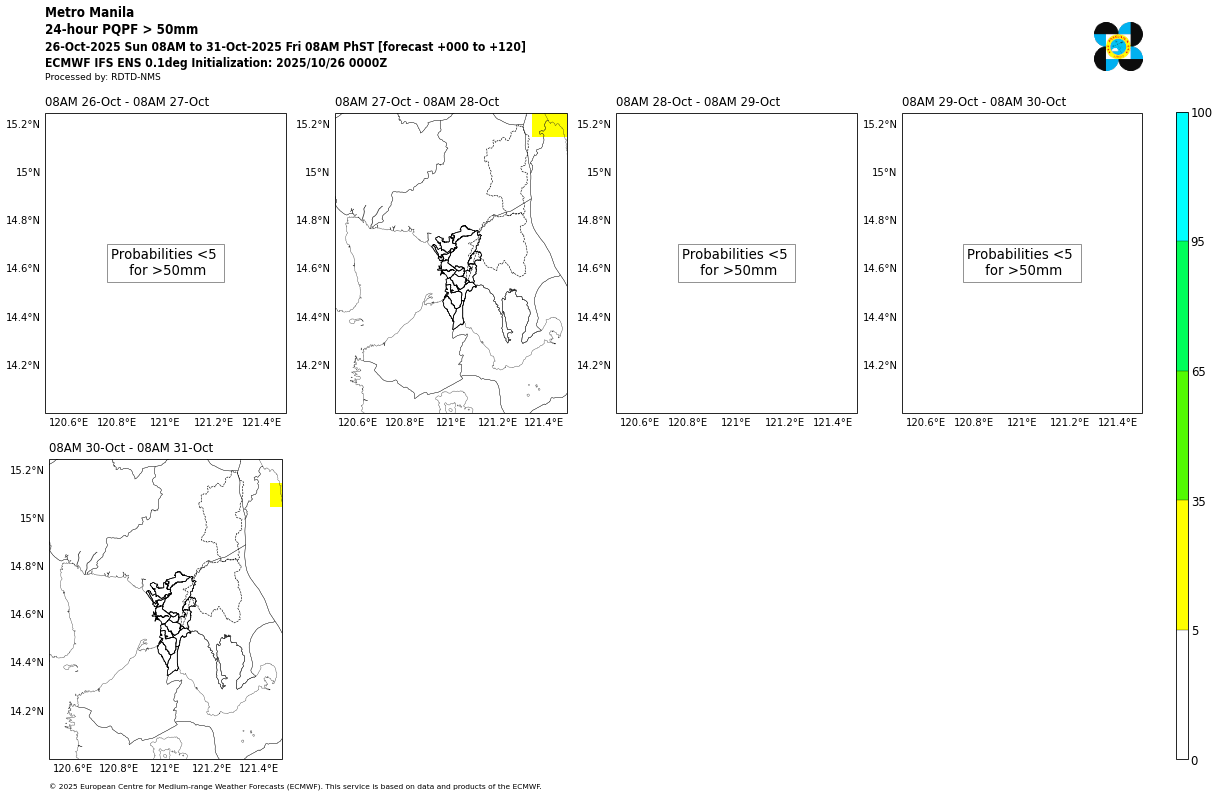 Metro Manila
24-hour PQPF > 50mm
26-Oct-2025 Sun 08AM to 31-Oct-2025 Fri 08AM PhST [forecast +000 to +120]
ECMWF IFS ENS 0.1deg Initialization: 2025/10/26 0000Z
Processed by: RDTD-NMS
08AM 26-Oct - 08AM 27-Oct
15.2°N
15°N
14.8°N
14.6°N
14.4°N
14.2°N
Probabilities <5
for >50mm
120.6°E 120.8°E 121°E 121.2°E 121.4°E
08AM 27-Oct - 08AM 28-Oct
15.2°N
15°N
14.8°N
14.6°N
14.4°N
14.2°N
120.6°E 120.8°E 121°E 121.2°E 121.4°E
08AM 28-Oct - 08AM 29-Oct
15.2°N
15°N
14.8°N
14.6°N
14.4°N
14.2°N
Probabilities <5
for >50mm
120.6°E 120.8°E 121°E 121.2°E 121.4°E
08AM 29-Oct - 08AM 30-Oct
15.2°N
15°N
14.8°N
14.6°N
14.4°N
14.2°N
Probabilities <5
for >50mm
120.6°E 120.8°E 121°E 121.2°E 121.4°E
08AM 30-Oct - 08AM 31-Oct
15.2°N
15°N
14.8°N
14.6°N
14.4°N
14.2°N
120.6°E 120.8°E 121°E 121.2°E 121.4°E
100
95
65
35
5
0
© 2025 European Centre for Medium-range Weather Forecasts (ECMWF). This service is based on data and products of the ECMWF.